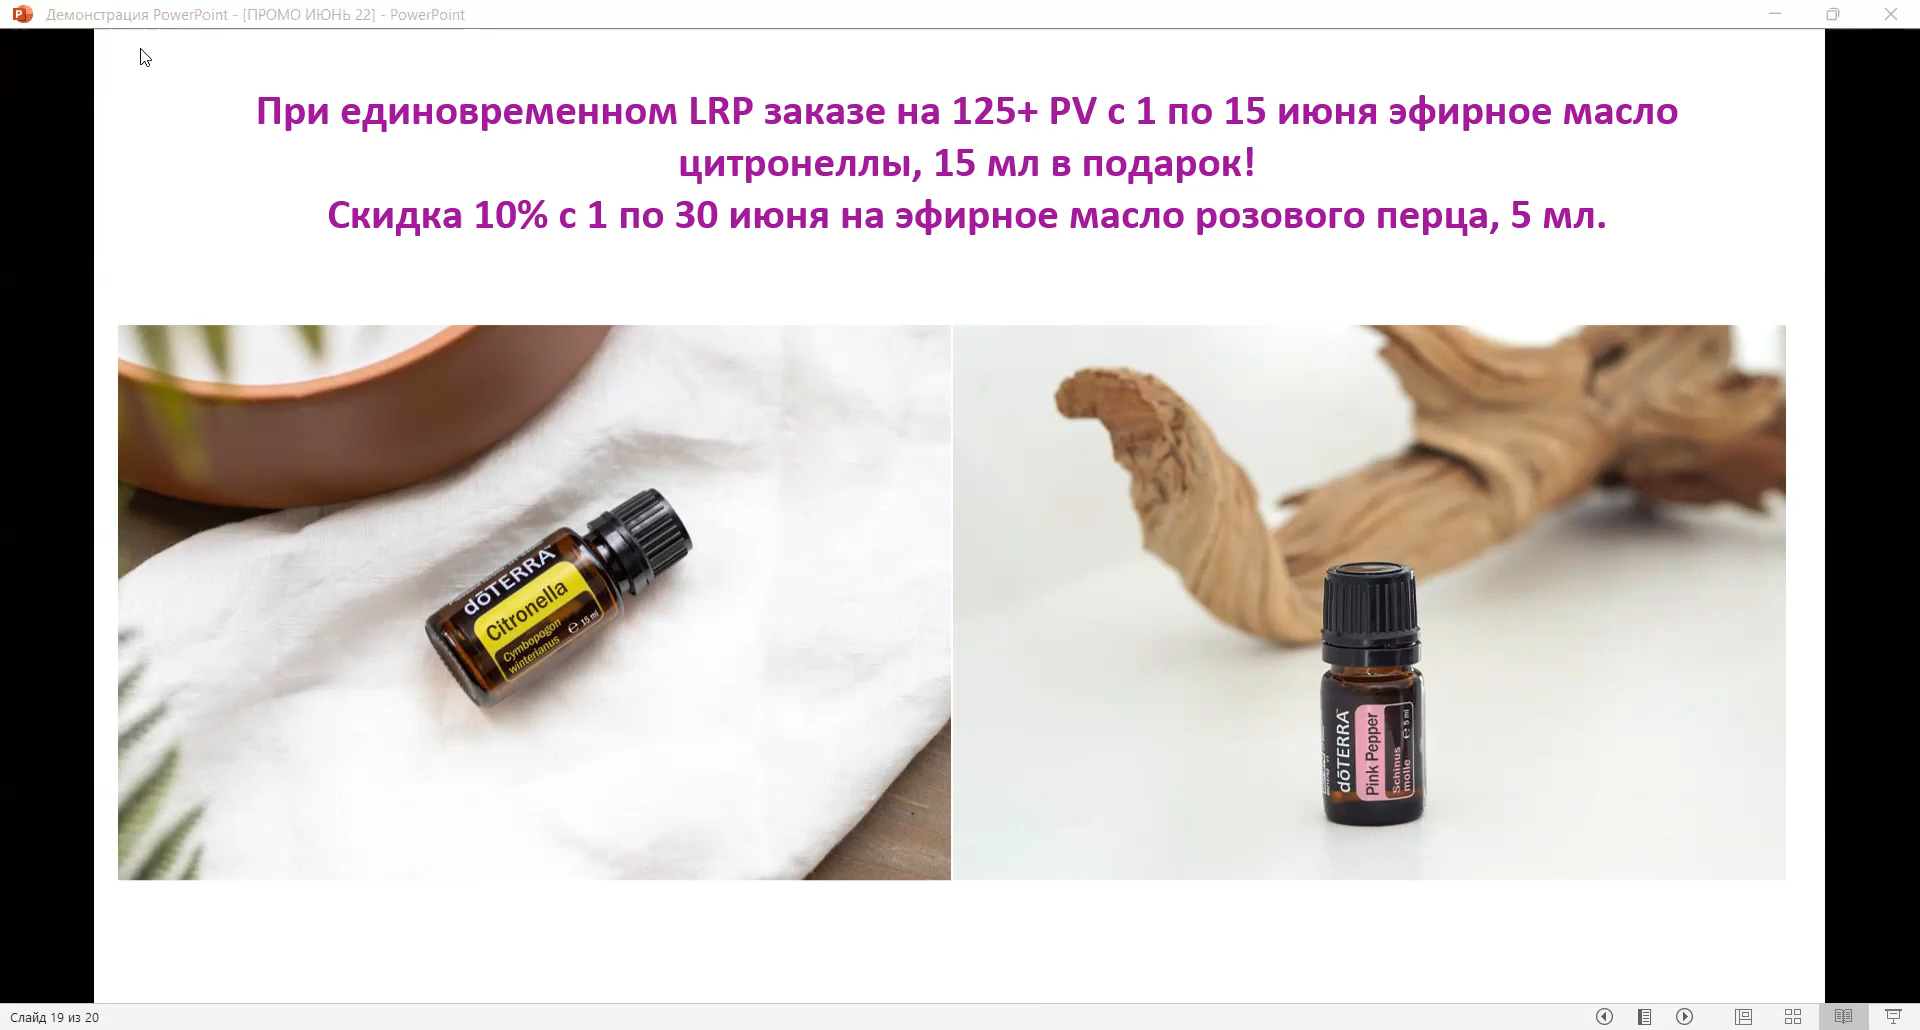 Демонстрация PowerPoint - [ПРОМО ИЮНЬ 22] - PowerPoint
При единовременном LRP заказе на 125+ PV с 1 по 15 июня эфирное масло
цитронеллы, 15 мл в подарок!
Скидка 10% с 1 по 30 июня на эфирное масло розового перца, 5 мл.
dōTERRA
Citronella
Cymbopogon
winterianus
℮ 15 ml
dōTERRA
Pink Pepper
Schinus
molle
℮ 5 ml
Слайд 19 из 20